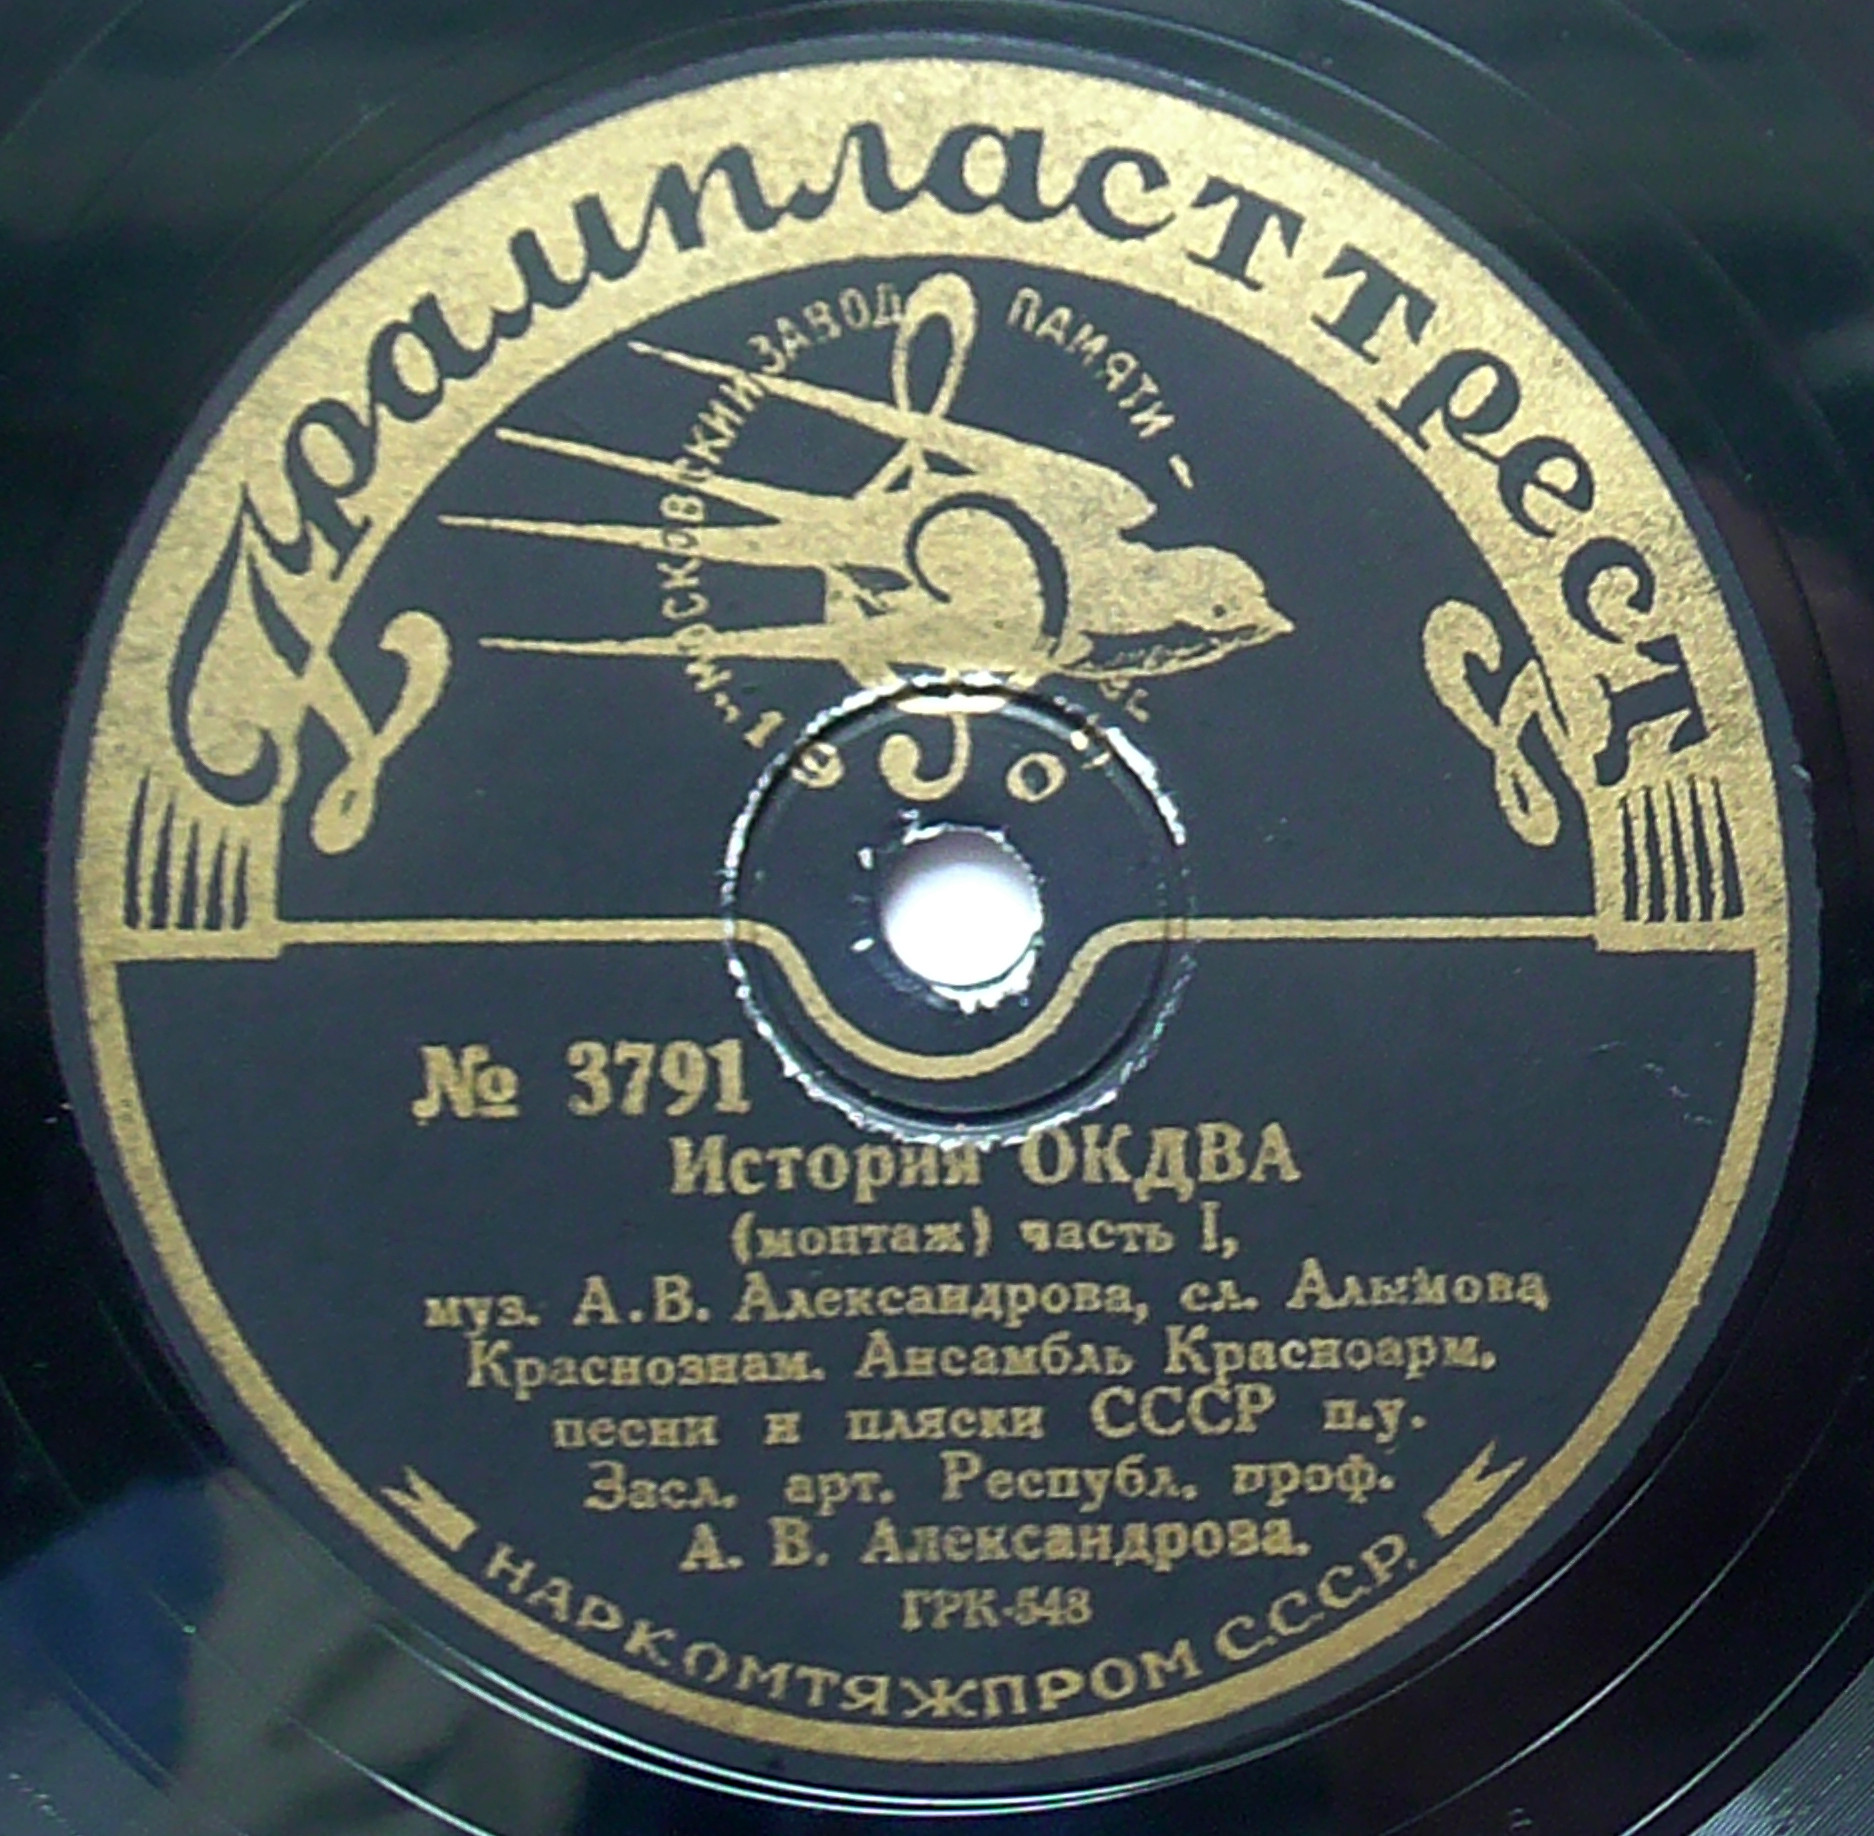 Грампласттрест
МОСКОВСКИЙ ЗАВОД ПАМЯТИ -
№ 3791
История ОКДВА
(монтаж) часть I,
муз. А.В. Александрова, сл. Алымова
Краснознам. Ансамбль Красноарм.
песни и пляски СССР п.у.
Засл. арт. Республ. проф.
А. В. Александрова.
ГРК-548
НАРКОМТЯЖПРОМ С.С.С.Р.